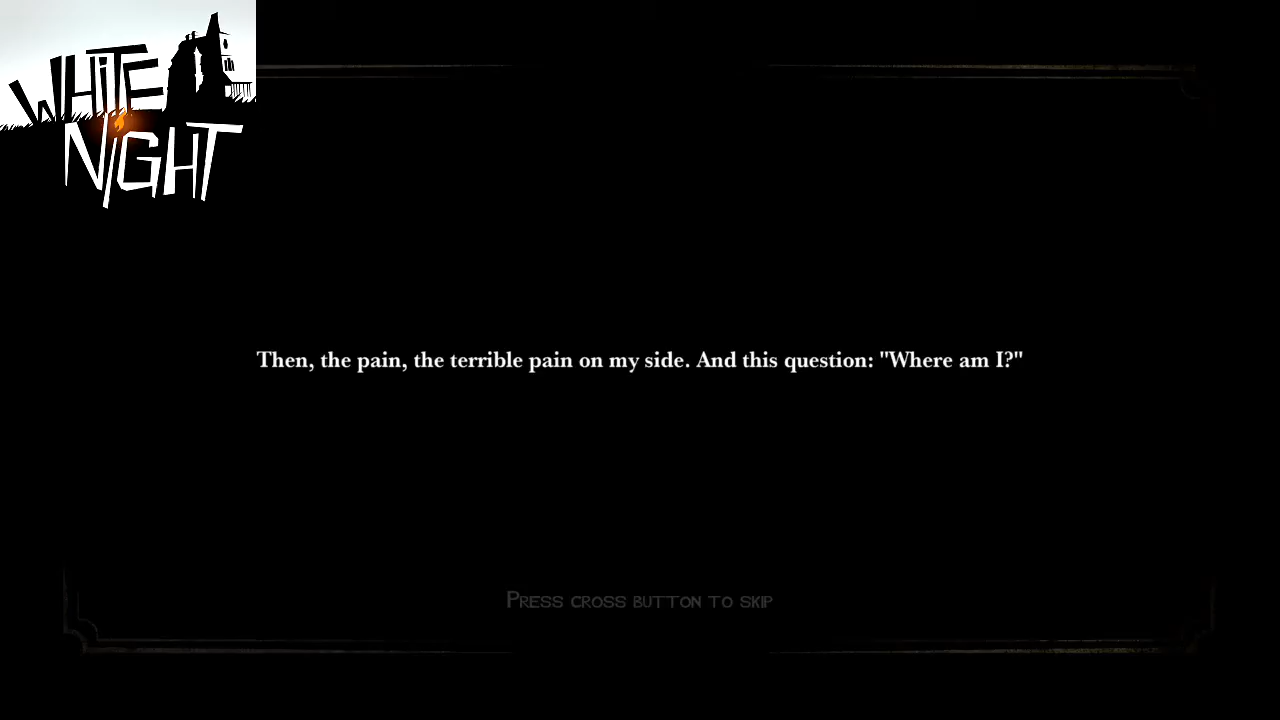 WHITE
NIGHT
Then, the pain, the terrible pain on my side. And this question: "Where am I?"
PRESS CROSS BUTTON TO SKIP